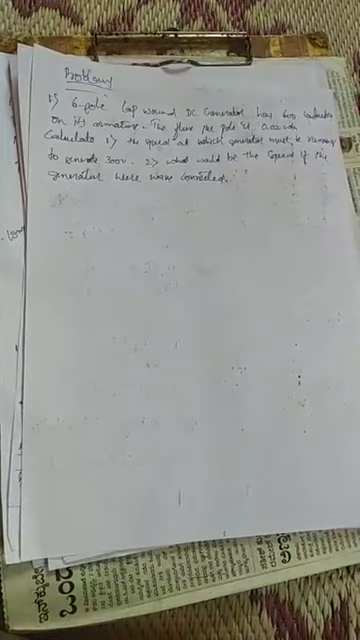 Problems
1) 6-pole Lap wound DC Generator has 600 conductors
on its armature. The flux per pole is 0.02 wb
Calculate 1) the speed at which generator must be running
to generate 300v. 2) what would be the speed if the
generator were wave connected.